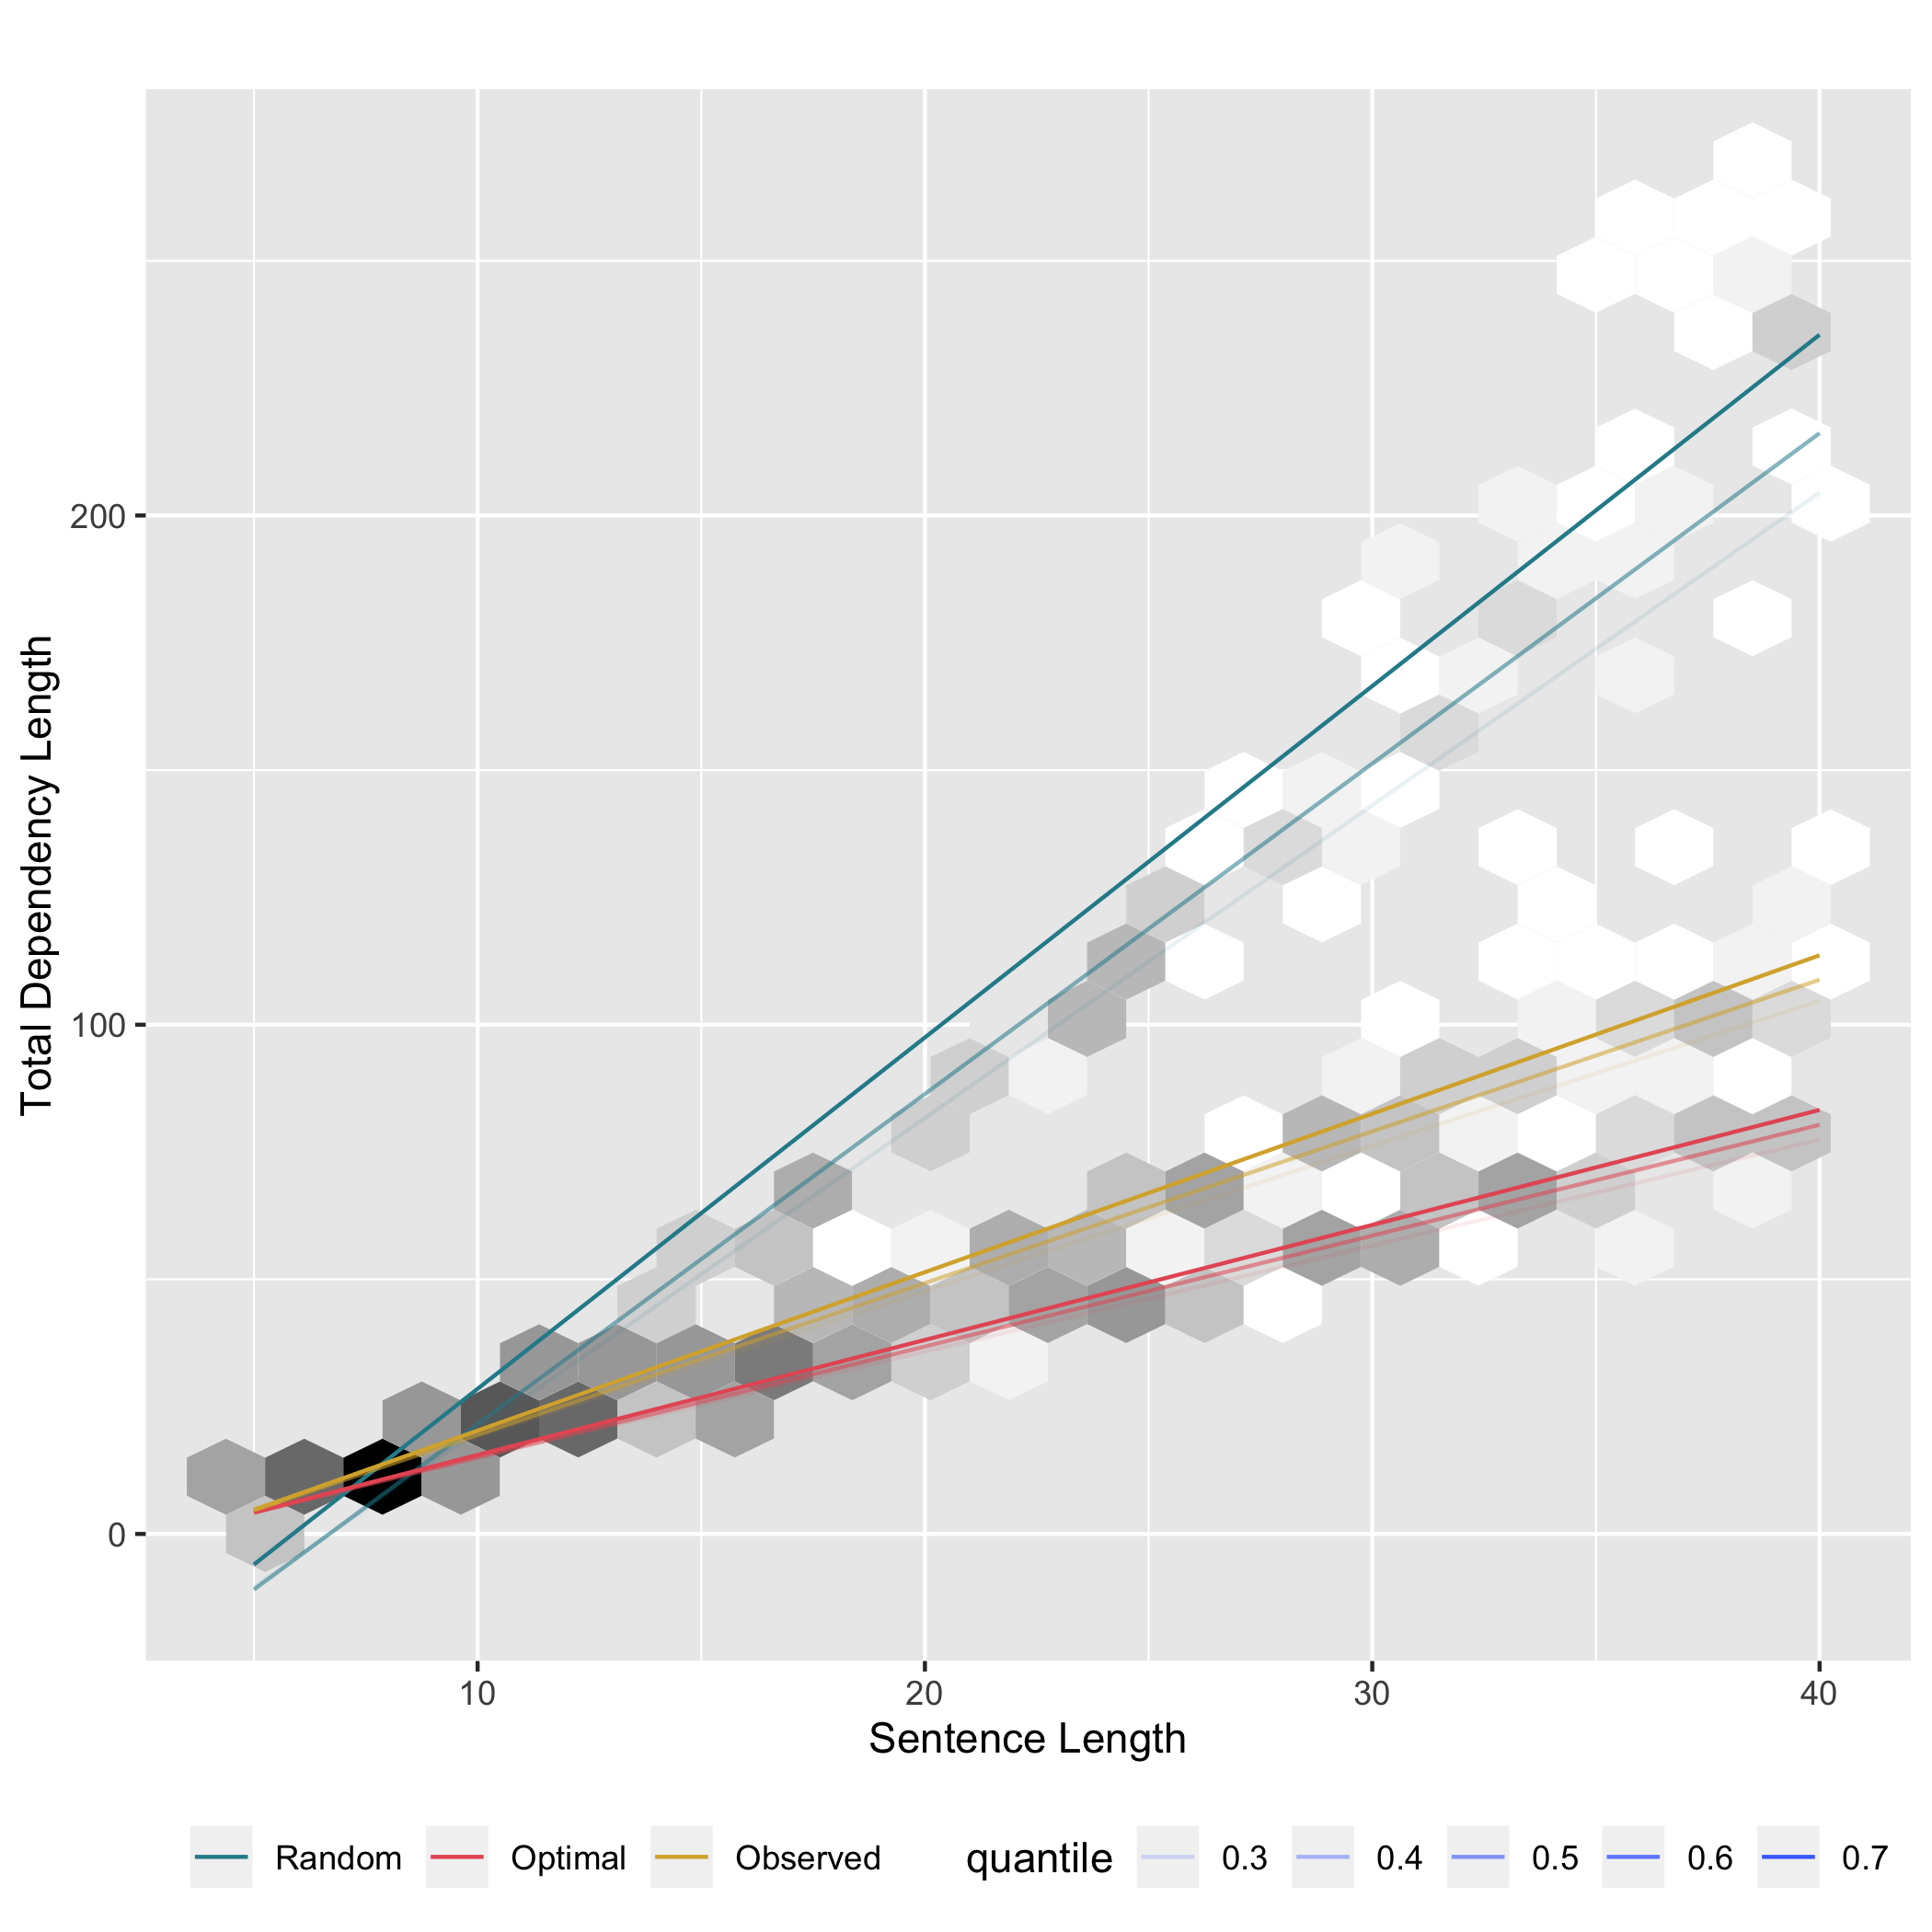 Total Dependency Length
200
100
0
10 20 30 40
Sentence Length
Random Optimal Observed quantile 0.3 0.4 0.5 0.6 0.7